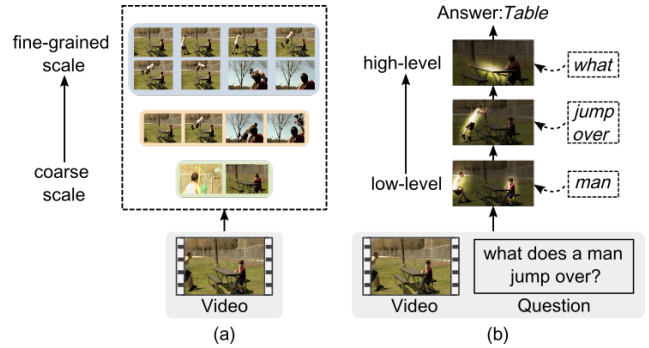 fine-grained
scale
coarse
scale
Video
(a)
Answer:Table
high-level
what
jump
over
low-level
man
Video
what does a man
jump over?
Question
(b)